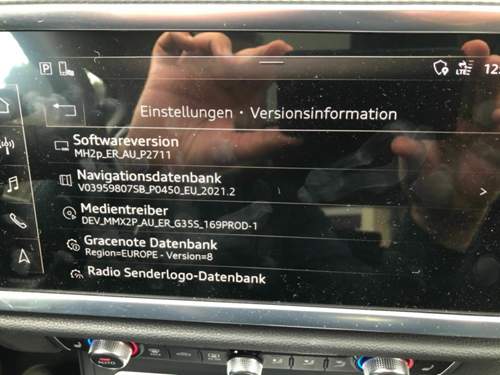 P
LTE
12
Einstellungen · Versionsinformation
Softwareversion
MH2p_ER_AU_P2711
Navigationsdatenbank
V03959807SB_P0450_EU_2021.2
Medientreiber
DEV_MMX2P_AU_ER_G35S_169PROD-1
Gracenote Datenbank
Region=EUROPE - Version=8
Radio Senderlogo-Datenbank